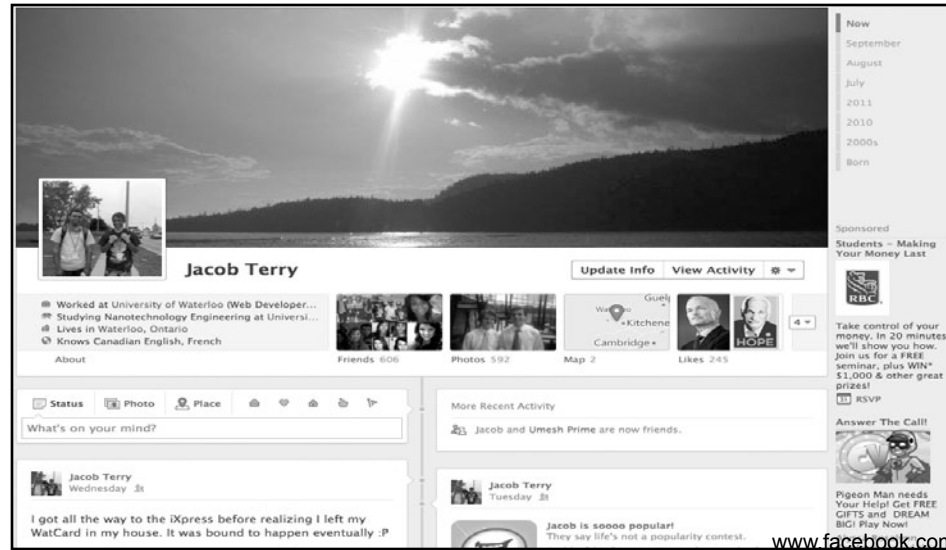 Now
September
August
July
2011
2010
2000s
Born
Jacob Terry
Update Info
View Activity
Worked at University of Waterloo (Web Developer...
Studying Nanotechnology Engineering at Universi...
Lives in Waterloo, Ontario
Knows Canadian English, French
About
Friends 606
Photos 592
Kitchene
Cambridge
Map 2
HOPE
Likes 245
4
Sponsored
Students – Making
Your Money Last
RBC
Take control of your
money. In 20 minutes
we'll show you how.
Join us for a FREE
seminar, plus WIN*
$1,000 & other great
prizes!
31 RSVP
Answer The Call!
Pigeon Man needs
Your Help! Get FREE
GIFTS and DREAM
BIG! Play Now!
Status
Photo
Place
What's on your mind?
Jacob Terry
Wednesday
I got all the way to the iXpress before realizing I left my
WatCard in my house. It was bound to happen eventually :P
More Recent Activity
Jacob and Umesh Prime are now friends.
Jacob Terry
Tuesday
Jacob is soooo popular!
They say life's not a popularity contest.
www.facebook.com